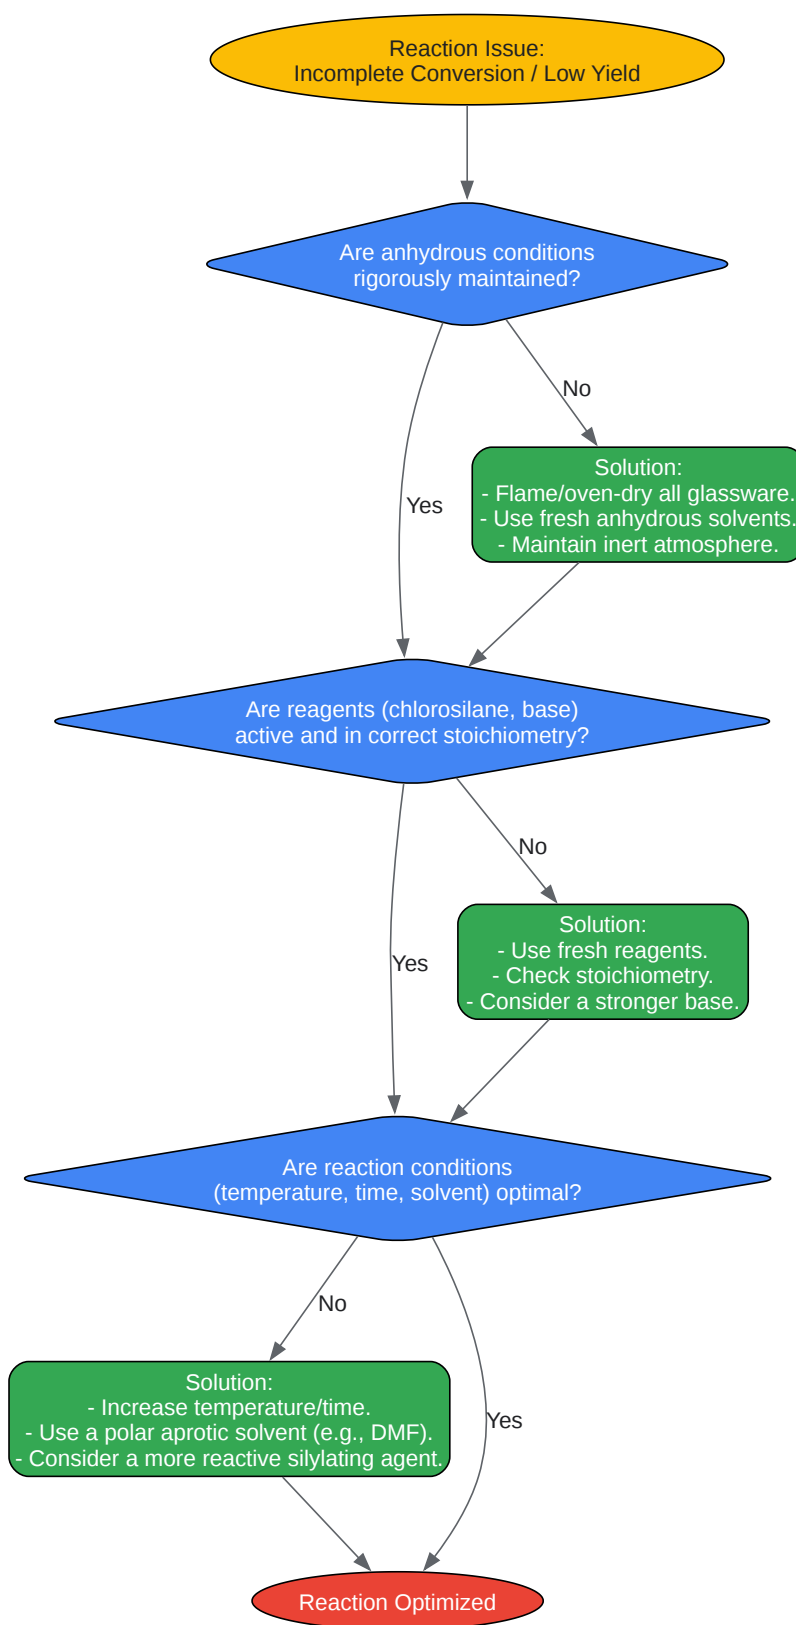 Reaction Issue:
Incomplete Conversion / Low Yield
Are anhydrous conditions
rigorously maintained?
No
Solution:
- Flame/oven-dry all glassware.
- Use fresh anhydrous solvents.
- Maintain inert atmosphere.
Yes
Are reagents (chlorosilane, base)
active and in correct stoichiometry?
No
Solution:
- Use fresh reagents.
- Check stoichiometry.
- Consider a stronger base.
Yes
Are reaction conditions
(temperature, time, solvent) optimal?
No
Solution:
- Increase temperature/time.
- Use a polar aprotic solvent (e.g., DMF).
- Consider a more reactive silylating agent.
Yes
Reaction Optimized